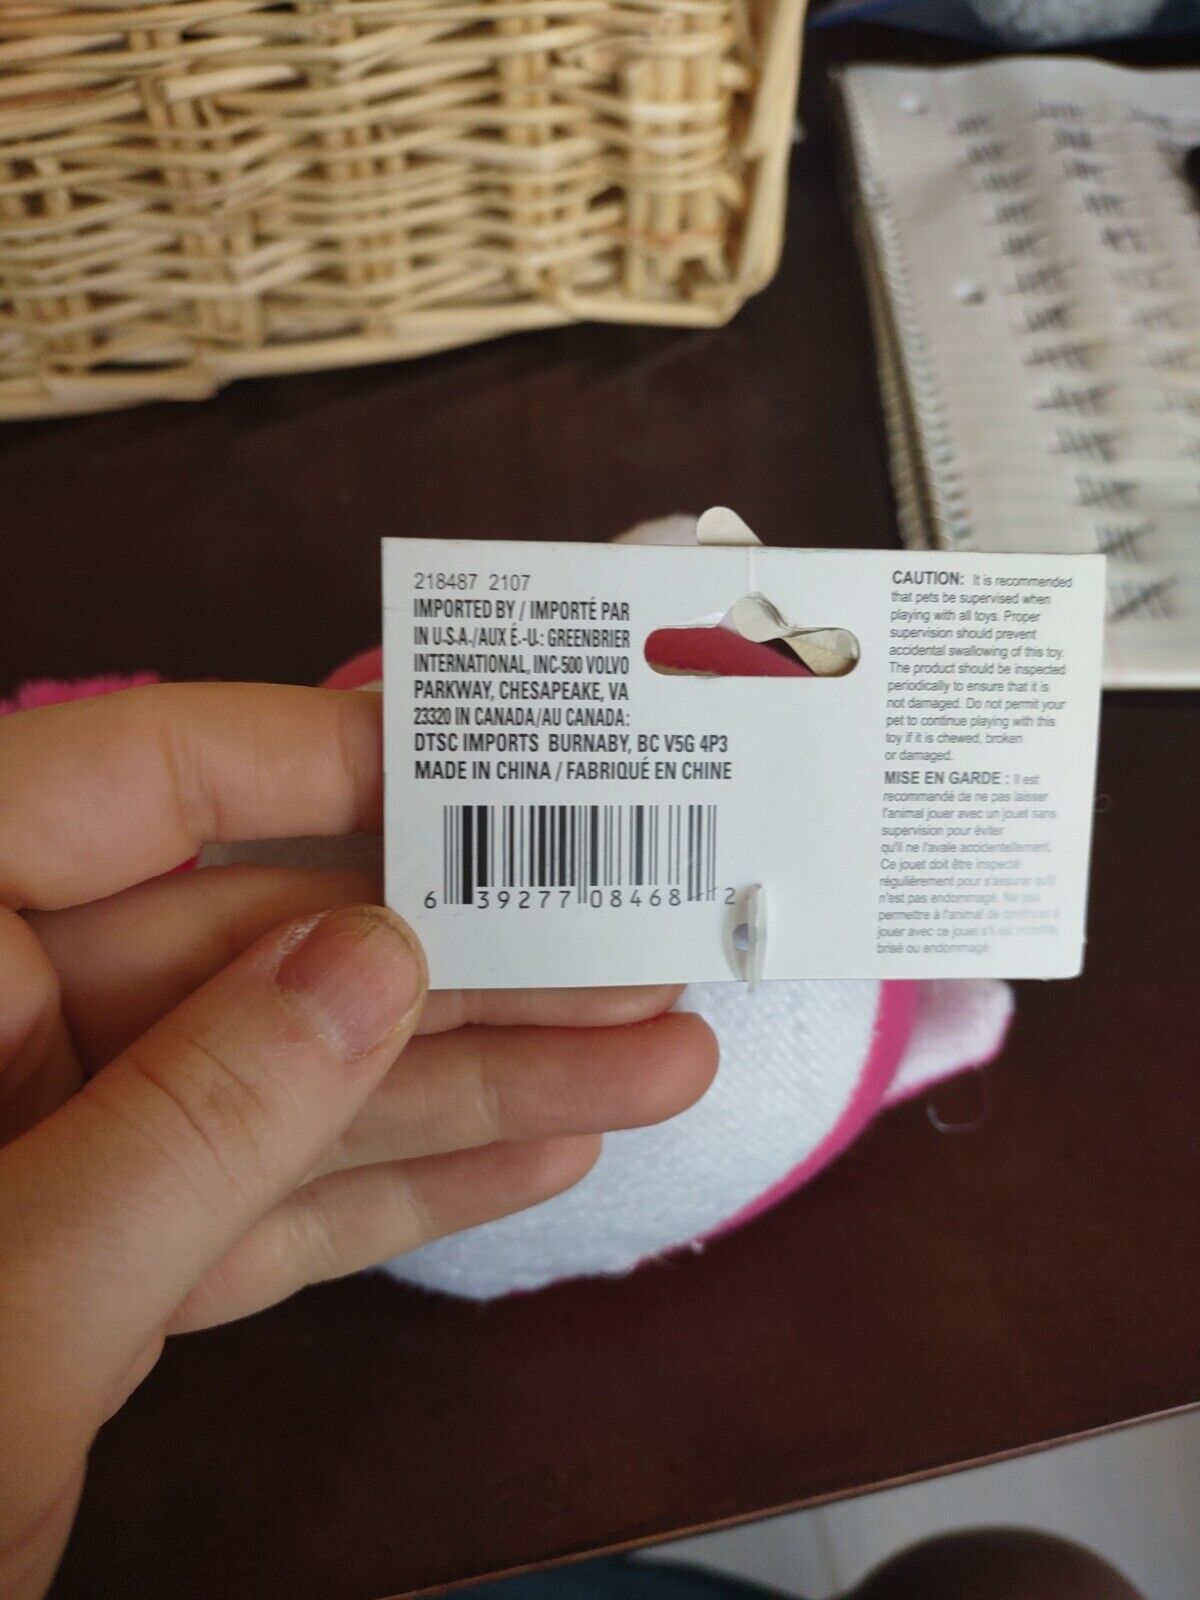 218487 2107
IMPORTED BY / IMPORTÉ PAR
IN U.S.A./AUX É.-U.: GREENBRIER
INTERNATIONAL, INC-500 VOLVO
PARKWAY, CHESAPEAKE, VA
23320 IN CANADA/AU CANADA:
DTSC IMPORTS BURNABY, BC V5G 4P3
MADE IN CHINA / FABRIQUÉ EN CHINE
6 39277 08468 2
CAUTION: It is recommended
that pets be supervised when
playing with all toys. Proper
supervision should prevent
accidental swallowing of this toy.
The product should be inspected
periodically to ensure that it is
not damaged. Do not permit your
pet to continue playing with this
toy if it is chewed, broken
or damaged.
MISE EN GARDE : Il est
recommandé de ne pas laisser
l'animal jouer avec un jouet sans
supervision pour éviter
qu'il ne l'avale accidentellement.
Ce jouet doit être inspecté
régulièrement pour s'assurer qu'il
n'est pas endommagé. Ne pas
permettre à l'animal de continuer à
jouer avec ce jouet s'il est mordillé,
brisé ou endommagé.